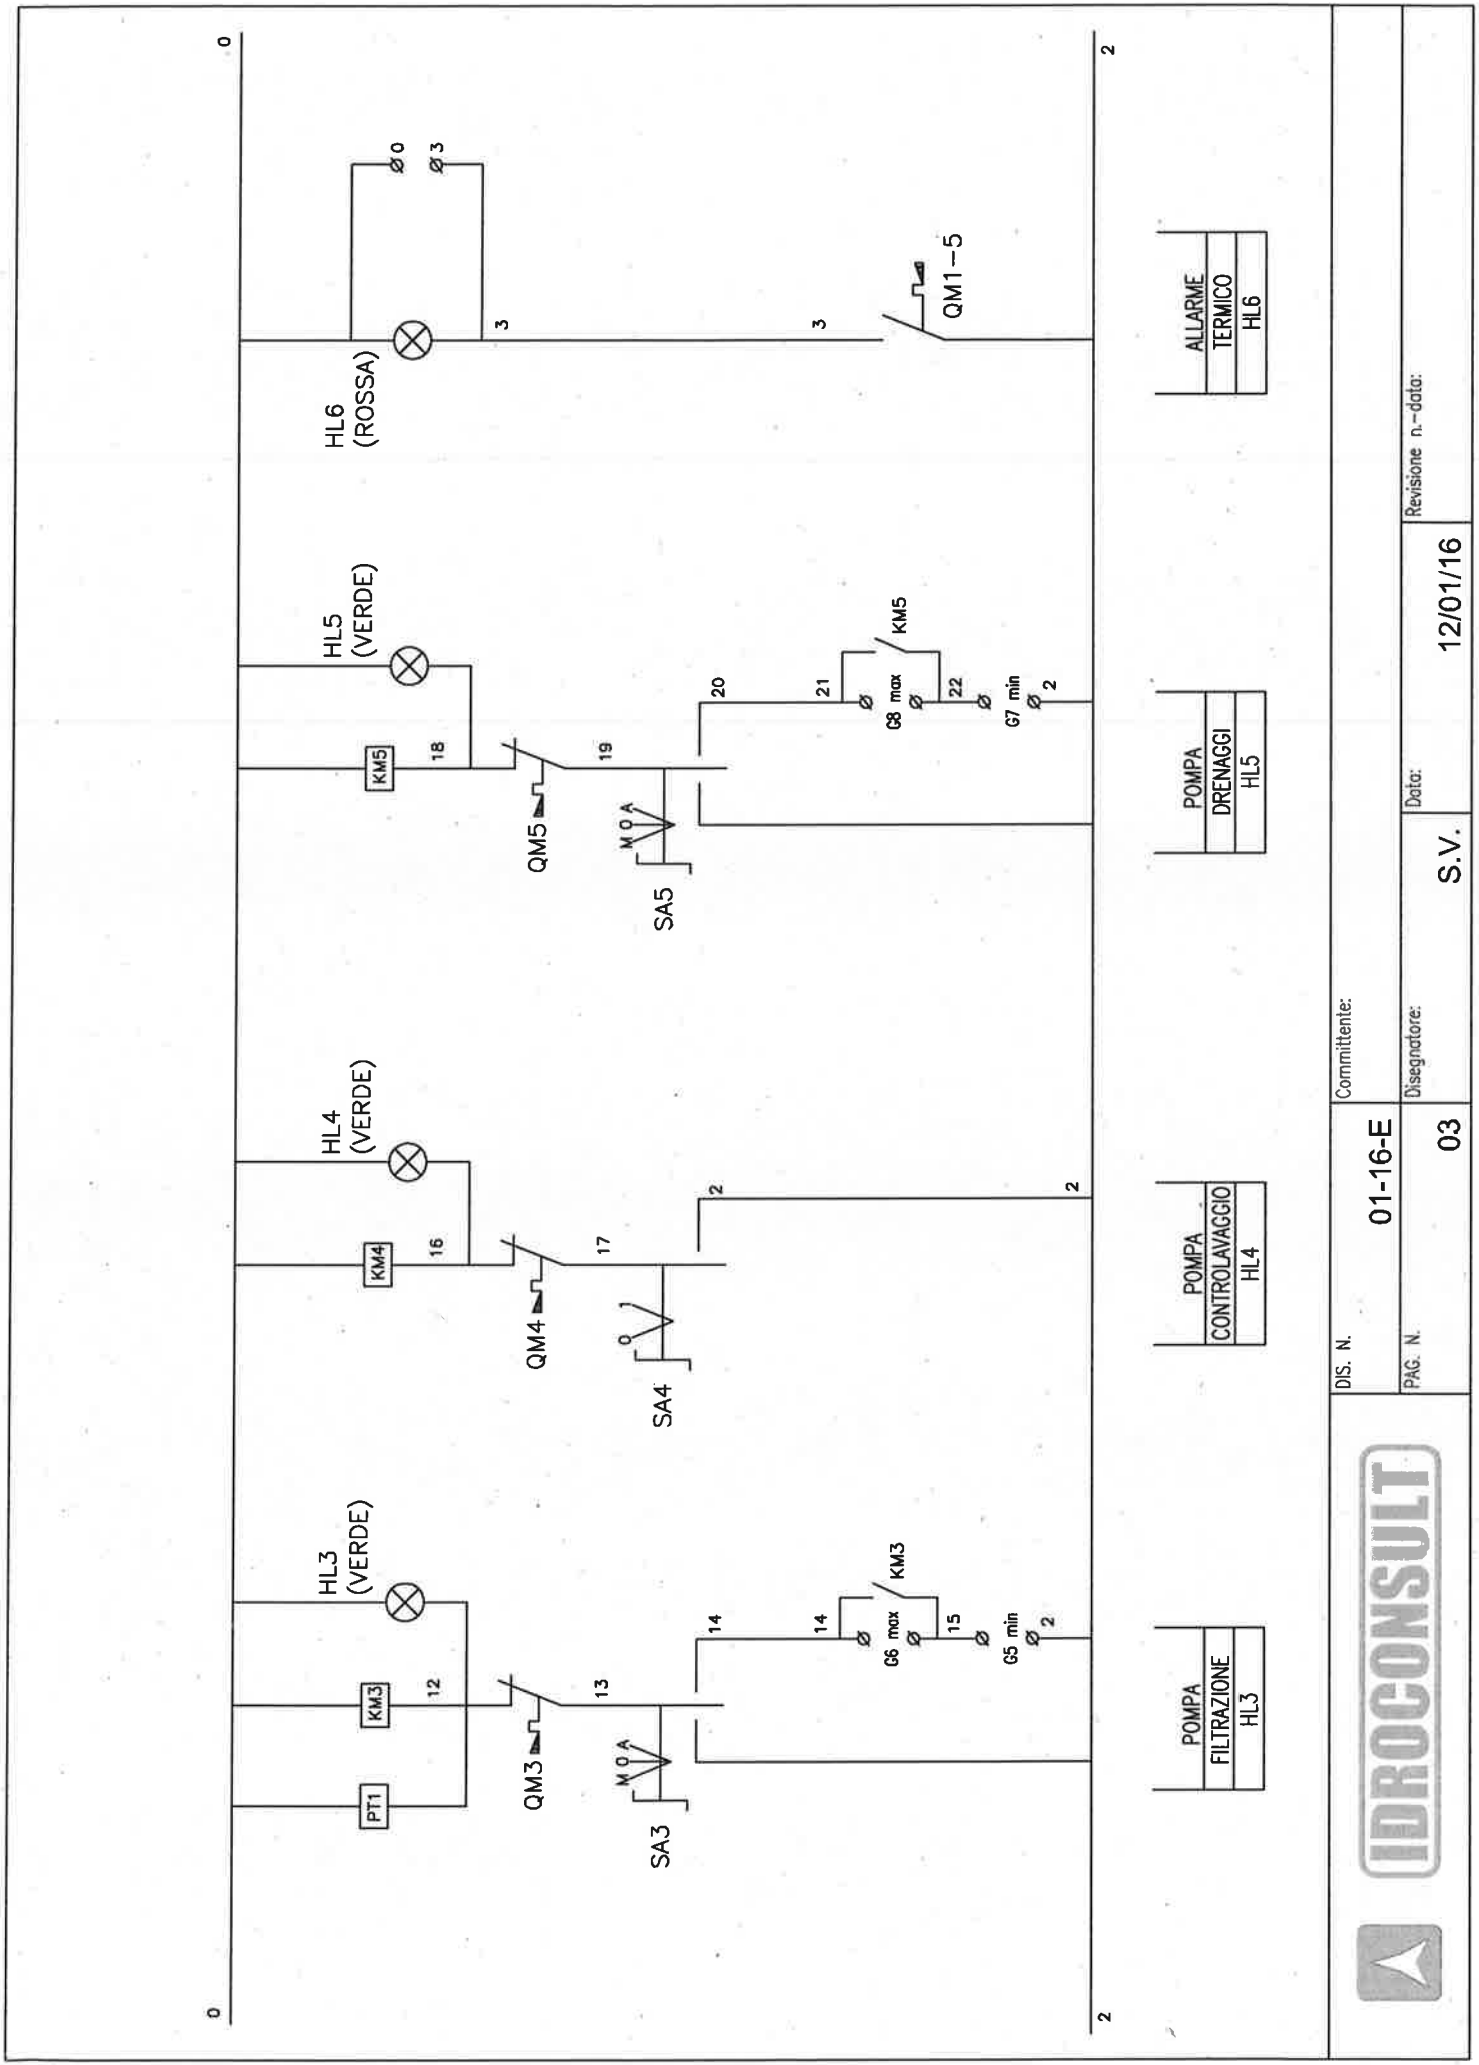 0
0
PT1
KM3
12
HL3
(VERDE)
QM3
13
M 0 A
SA3
14
14
G6 max
KM3
15
G5 min
2
KM4
16
HL4
(VERDE)
QM4
17
0 1
SA4
2
2
KM5
18
HL5
(VERDE)
QM5
19
M 0 A
SA5
20
21
G8 max
KM5
22
G7 min
2
HL6
(ROSSA)
0
3
3
3
QM1-5
2
2
POMPA
FILTRAZIONE
HL3
POMPA
CONTROLAVAGGIO
HL4
POMPA
DRENAGGI
HL5
ALLARME
TERMICO
HL6
IDROCONSULT
DIS. N.
01-16-E
Committente:
PAG. N.
03
Disegnatore:
S.V.
Data:
12/01/16
Revisione n.-data: